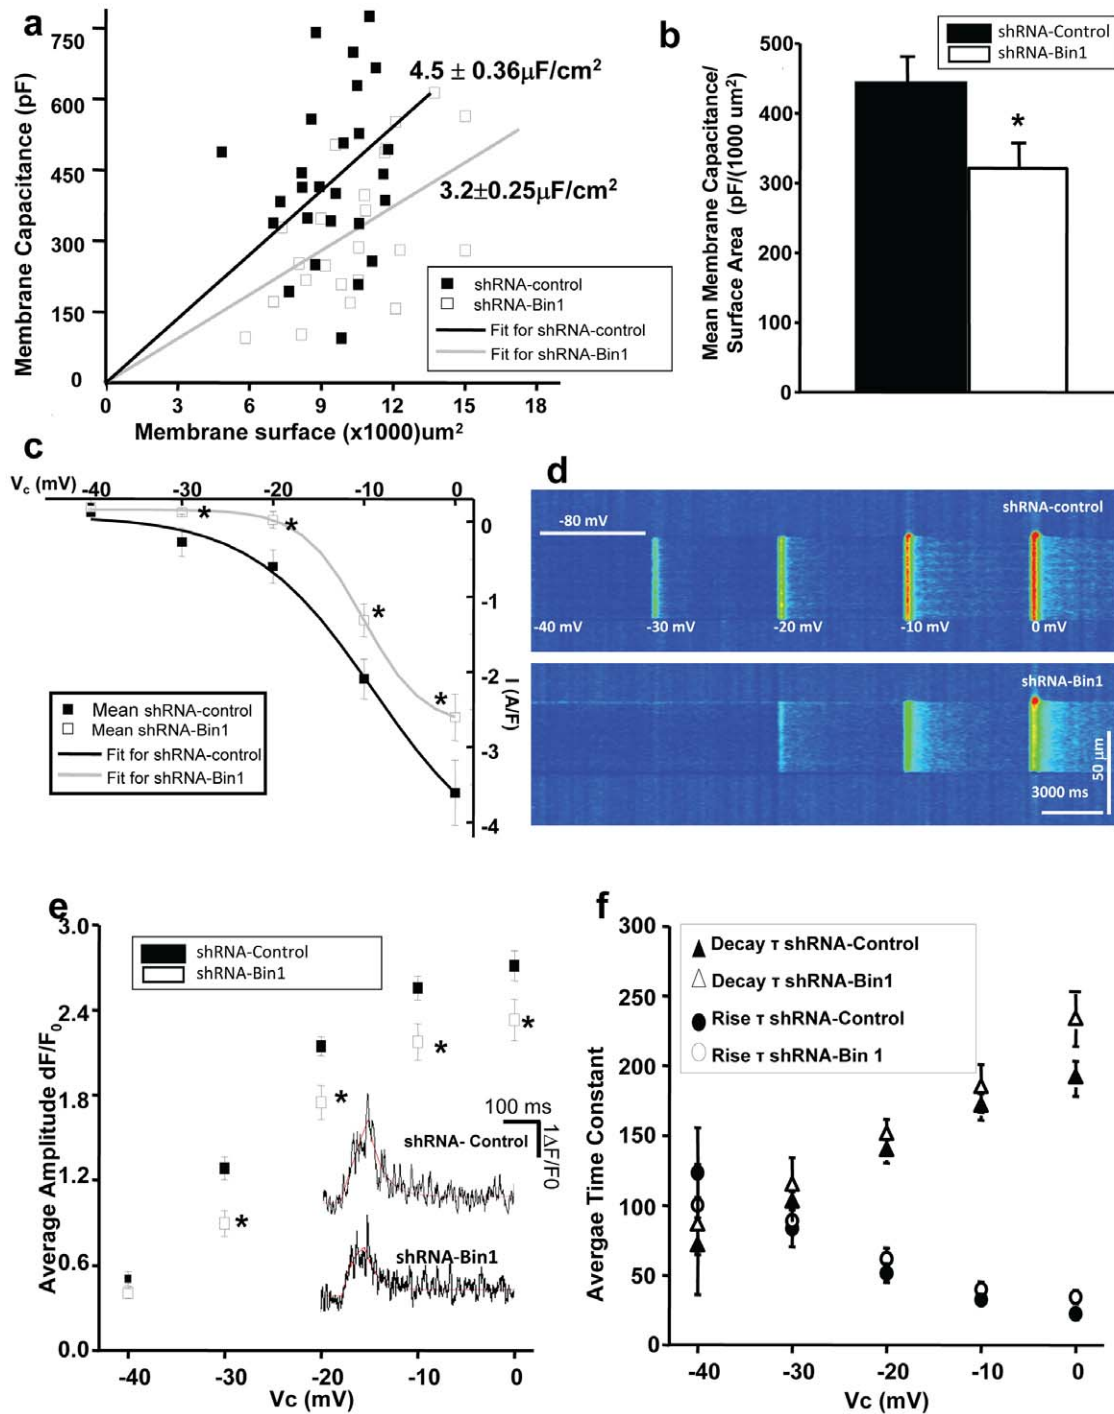 a
Membrane Capacitance (pF)
750
600
450
300
150
0
4.5 ± 0.36µF/cm²
3.2±0.25µF/cm²
shRNA-control
shRNA-Bin1
Fit for shRNA-control
Fit for shRNA-Bin1
0 3 6 9 12 15 18
Membrane surface (x1000)um²
b
shRNA-Control
shRNA-Bin1
Mean Membrane Capacitance/
Surface Area (pF/(1000 um²)
500
400
300
200
100
0
*
c
V_c (mV)
-40 -30 -20 -10 0
0
-1
-2
-3
-4
I (A/F)
*
*
*
*
Mean shRNA-control
Mean shRNA-Bin1
Fit for shRNA-control
Fit for shRNA-Bin1
d
shRNA-control
-80 mV
-40 mV -30 mV -20 mV -10 mV 0 mV
shRNA-Bin1
50 µm
3000 ms
e
shRNA-Control
shRNA-Bin1
Average Amplitude dF/F₀
3.0
2.4
1.8
1.2
0.6
0.0
*
*
*
*
100 ms
1ΔF/F0
shRNA- Control
shRNA-Bin1
-40 -30 -20 -10 0
Vc (mV)
f
Decay τ shRNA-Control
Decay τ shRNA-Bin1
Rise τ shRNA-Control
Rise τ shRNA-Bin 1
Avergae Time Constant
300
250
200
150
100
50
0
-40 -30 -20 -10 0
Vc (mV)